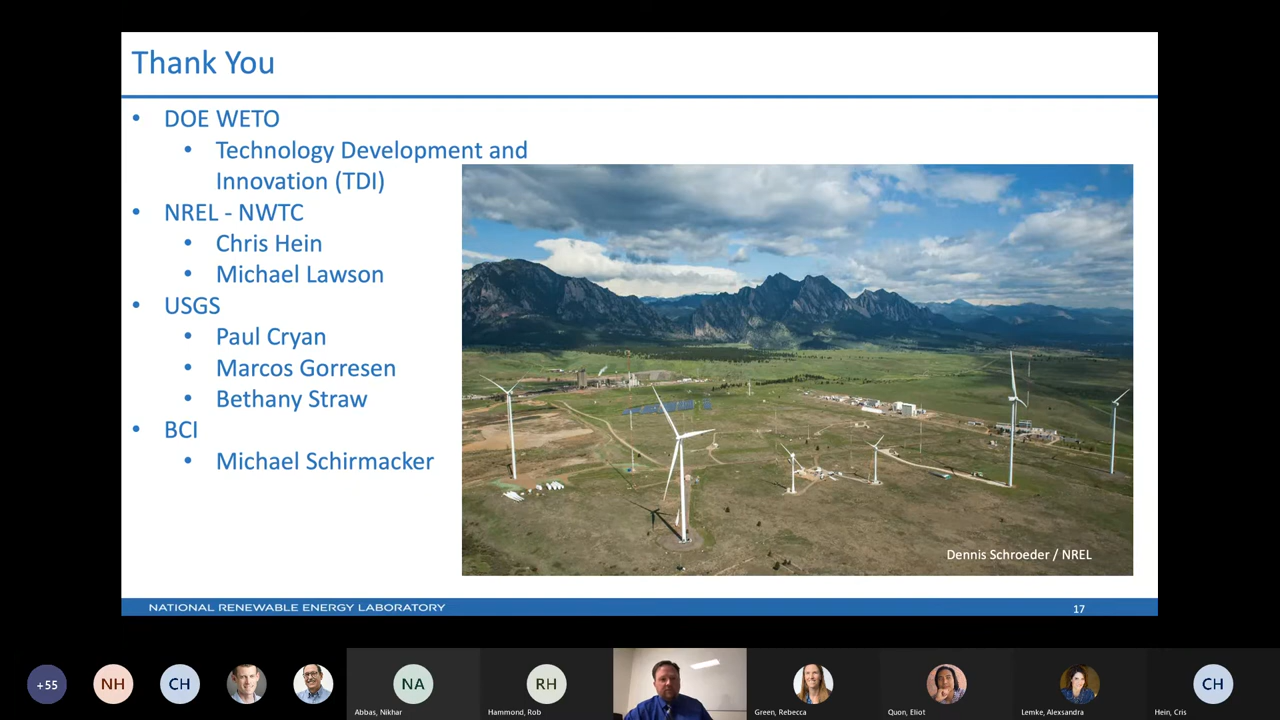 Thank You
• DOE WETO
• Technology Development and
Innovation (TDI)
• NREL - NWTC
• Chris Hein
• Michael Lawson
• USGS
• Paul Cryan
• Marcos Gorresen
• Bethany Straw
• BCI
• Michael Schirmacker
Dennis Schroeder / NREL
NATIONAL RENEWABLE ENERGY LABORATORY
17
+55
NH
CH
NA
RH
CH
Abbas, Nikhar
Hammond, Rob
Green, Rebecca
Quon, Eliot
Lemke, Alexsandra
Hein, Cris